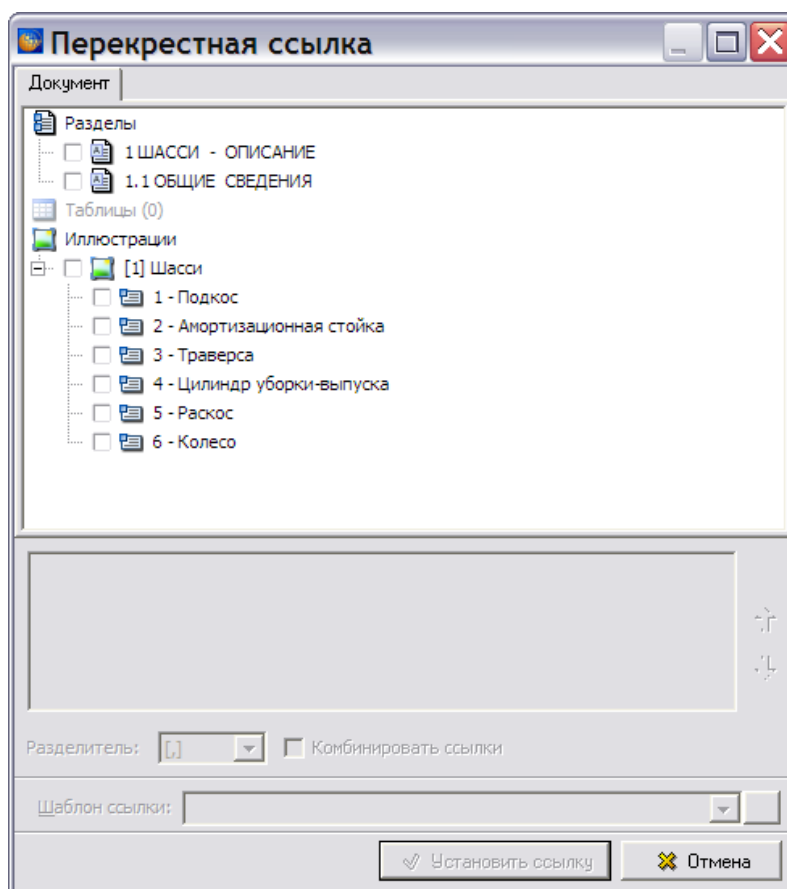 Перекрестная ссылка
Документ
Разделы
1 ШАССИ - ОПИСАНИЕ
1.1 ОБЩИЕ СВЕДЕНИЯ
Таблицы (0)
Иллюстрации
[1] Шасси
1 - Подкос
2 - Амортизационная стойка
3 - Траверса
4 - Цилиндр уборки-выпуска
5 - Раскос
6 - Колесо
Разделитель: [,] Комбинировать ссылки
Шаблон ссылки:
Установить ссылку Отмена